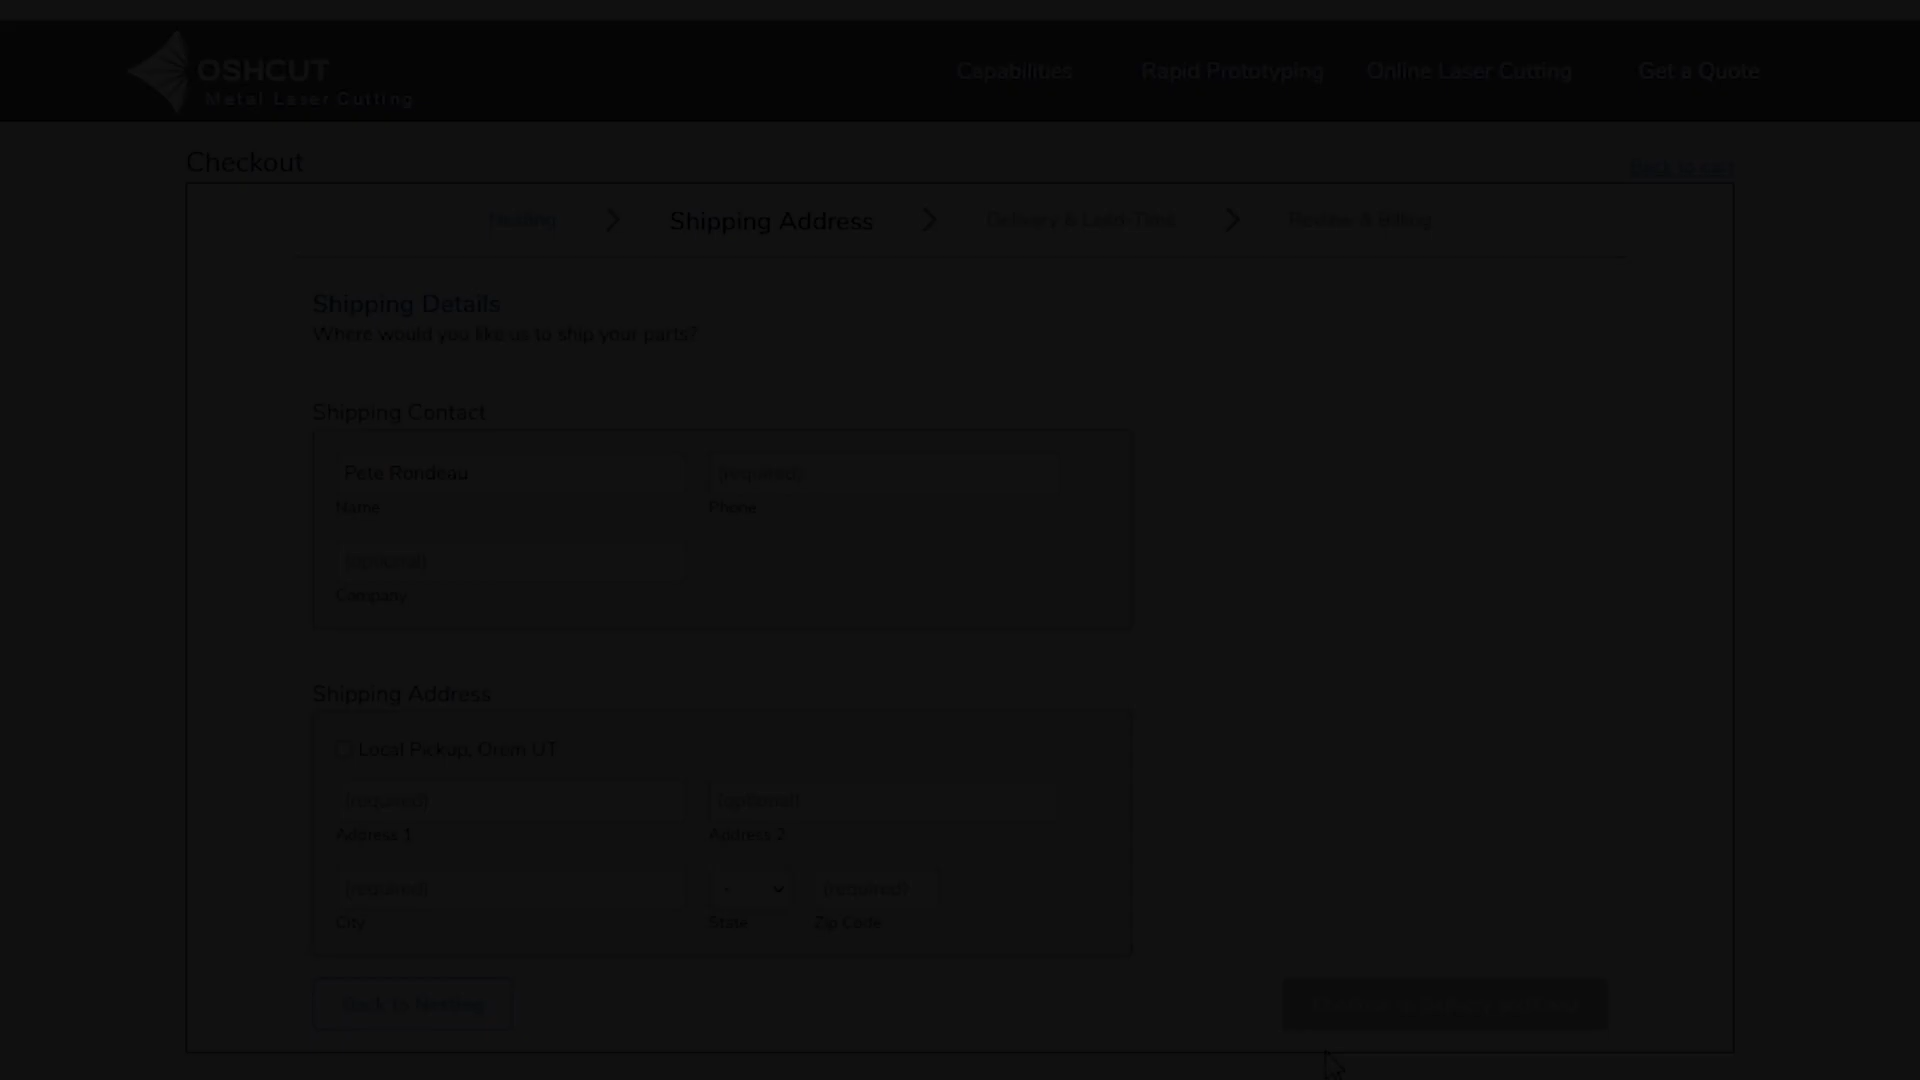 OSHCUT
Metal Laser Cutting
Capabilities Rapid Prototyping Online Laser Cutting Get a Quote
Checkout
Back to cart
Nesting Shipping Address Delivery & Lead Time Review & Billing
Shipping Details
Where would you like us to ship your parts?
Shipping Contact
Pete Rondeau (required)
Name Phone
(optional)
Company
Shipping Address
Local Pickup, Orem UT
(required) (optional)
Address 1 Address 2
(required) - (required)
City State Zip Code
Back to Nesting